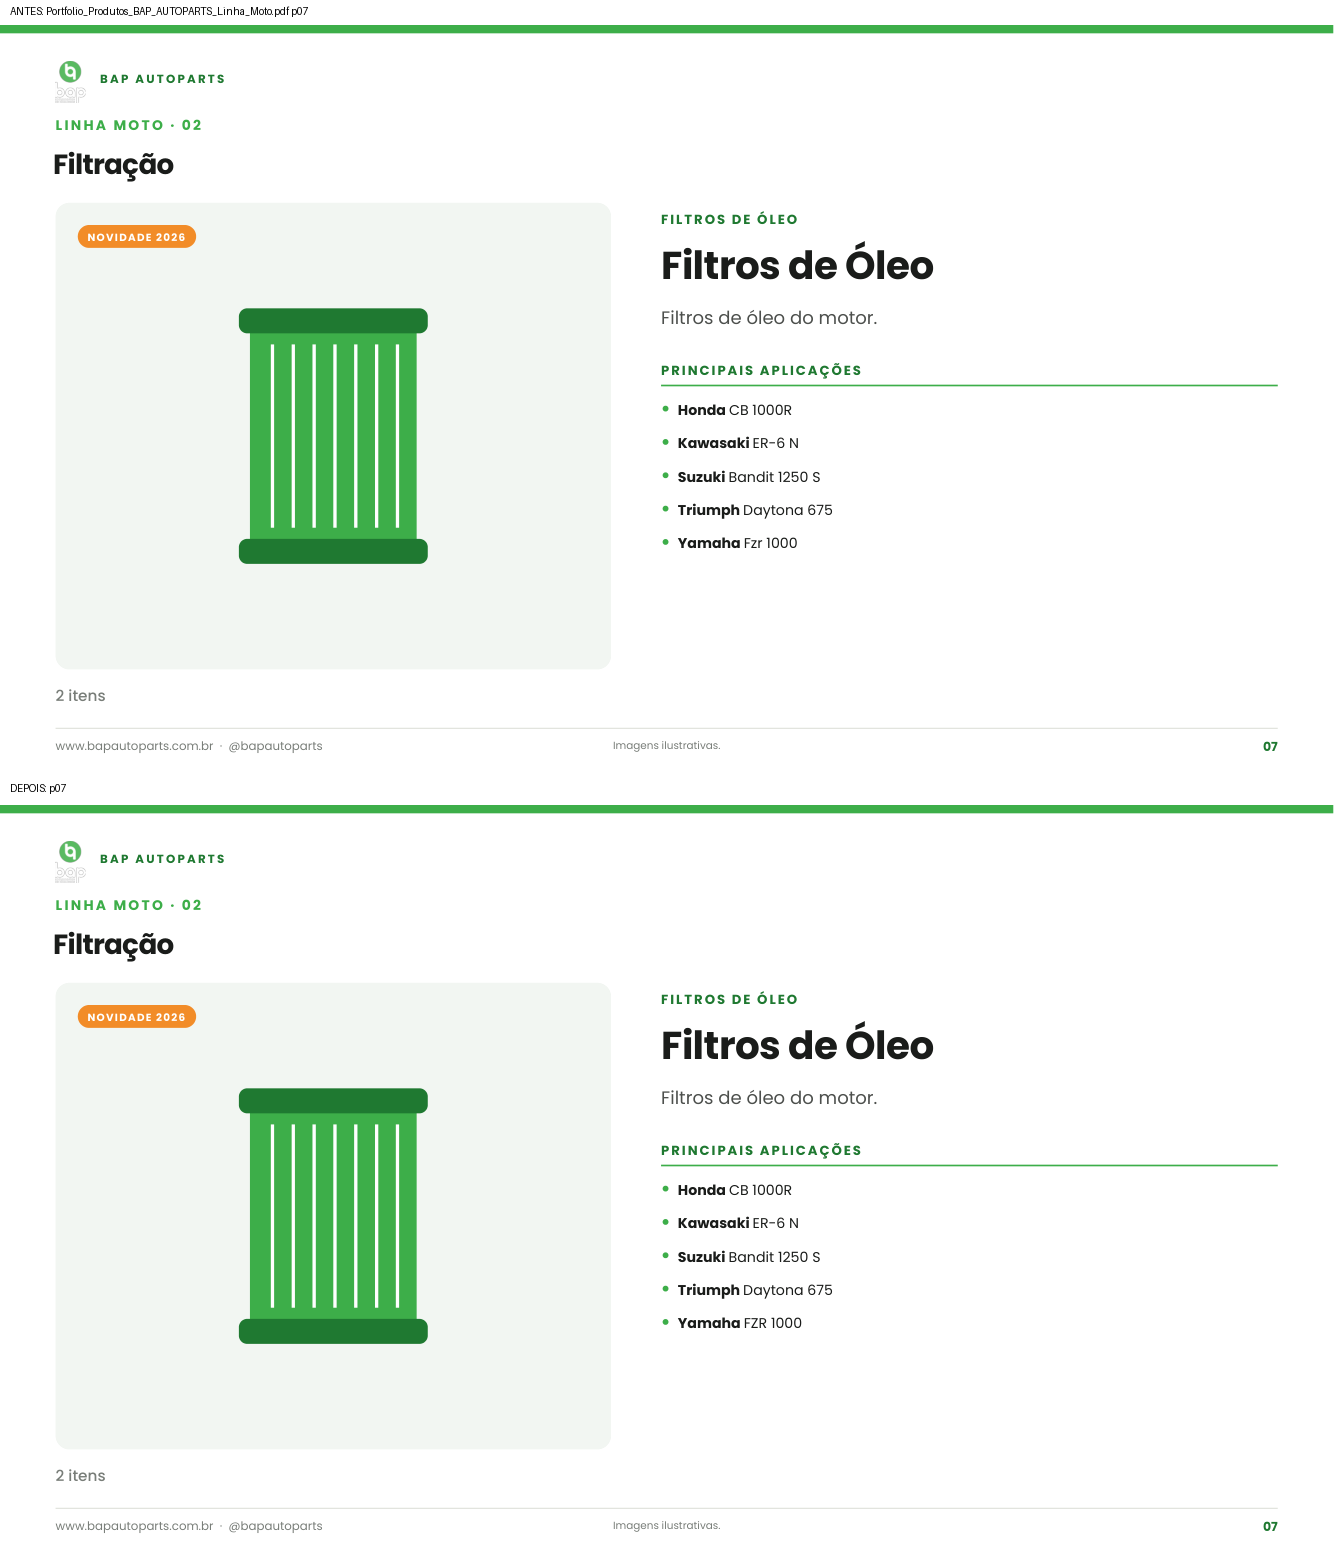 ANTES: Portfolio_Produtos_BAP_AUTOPARTS_Linha_Moto.pdf p07
bap
BAP AUTOPARTS
LINHA MOTO · 02
Filtração
NOVIDADE 2026
FILTROS DE ÓLEO
Filtros de Óleo
Filtros de óleo do motor.
PRINCIPAIS APLICAÇÕES
• Honda CB 1000R
• Kawasaki ER-6 N
• Suzuki Bandit 1250 S
• Triumph Daytona 675
• Yamaha Fzr 1000
2 itens
www.bapautoparts.com.br · @bapautoparts
Imagens ilustrativas.
07
DEPOIS: p07
bap
BAP AUTOPARTS
LINHA MOTO · 02
Filtração
NOVIDADE 2026
FILTROS DE ÓLEO
Filtros de Óleo
Filtros de óleo do motor.
PRINCIPAIS APLICAÇÕES
• Honda CB 1000R
• Kawasaki ER-6 N
• Suzuki Bandit 1250 S
• Triumph Daytona 675
• Yamaha FZR 1000
2 itens
www.bapautoparts.com.br · @bapautoparts
Imagens ilustrativas.
07